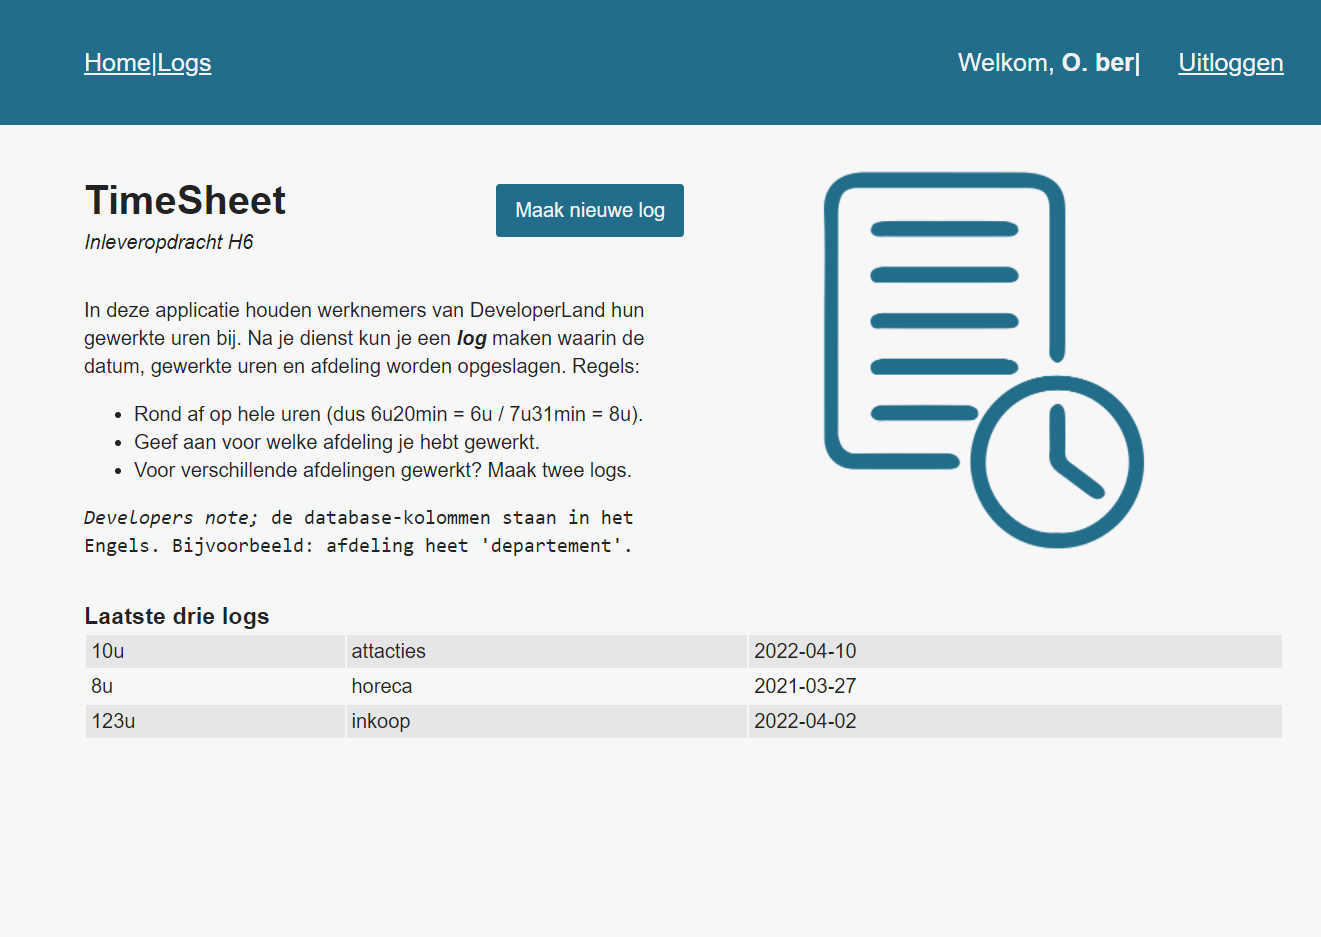 Home|Logs
Welkom, O. ber|
Uitloggen
TimeSheet
Maak nieuwe log
Inleveropdracht H6
In deze applicatie houden werknemers van DeveloperLand hun
gewerkte uren bij. Na je dienst kun je een log maken waarin de
datum, gewerkte uren en afdeling worden opgeslagen. Regels:
• Rond af op hele uren (dus 6u20min = 6u / 7u31min = 8u).
• Geef aan voor welke afdeling je hebt gewerkt.
• Voor verschillende afdelingen gewerkt? Maak twee logs.
Developers note; de database-kolommen staan in het
Engels. Bijvoorbeeld: afdeling heet 'departement'.
Laatste drie logs
10u attacties 2022-04-10
8u horeca 2021-03-27
123u inkoop 2022-04-02